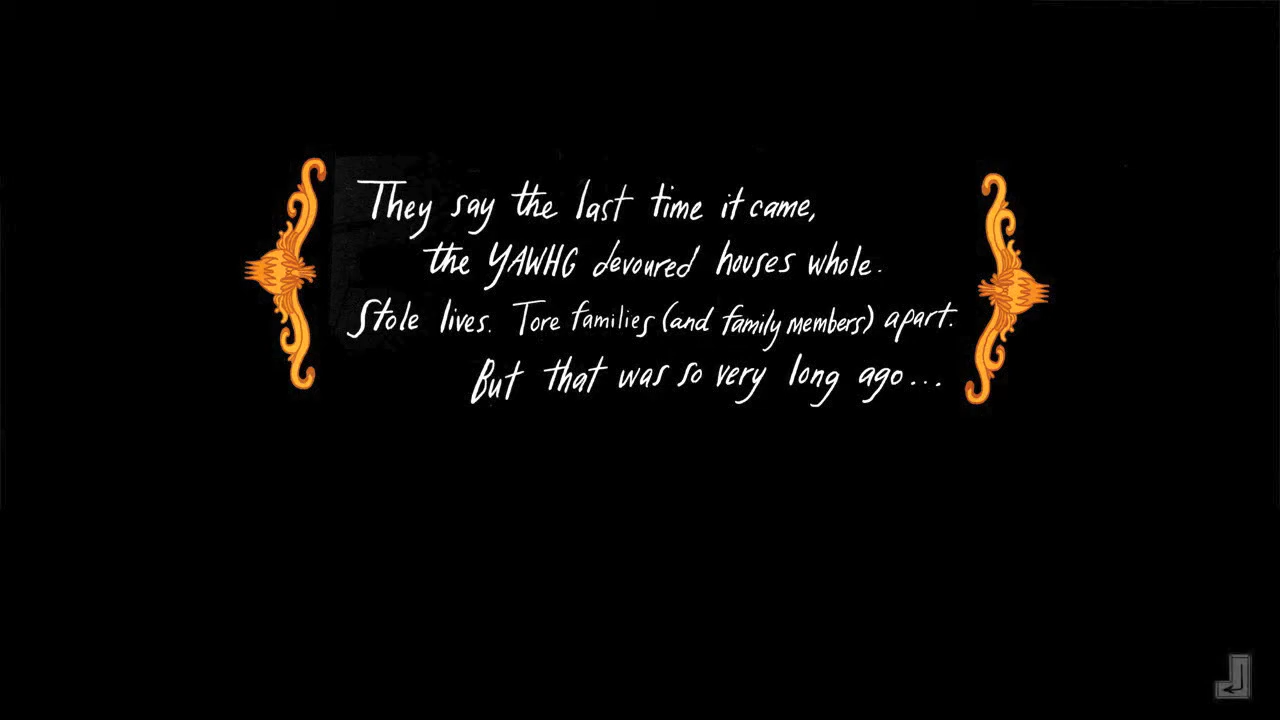 They say the last time it came,
the YAWHG devoured houses whole.
Stole lives. Tore families (and family members) apart.
But that was so very long ago...